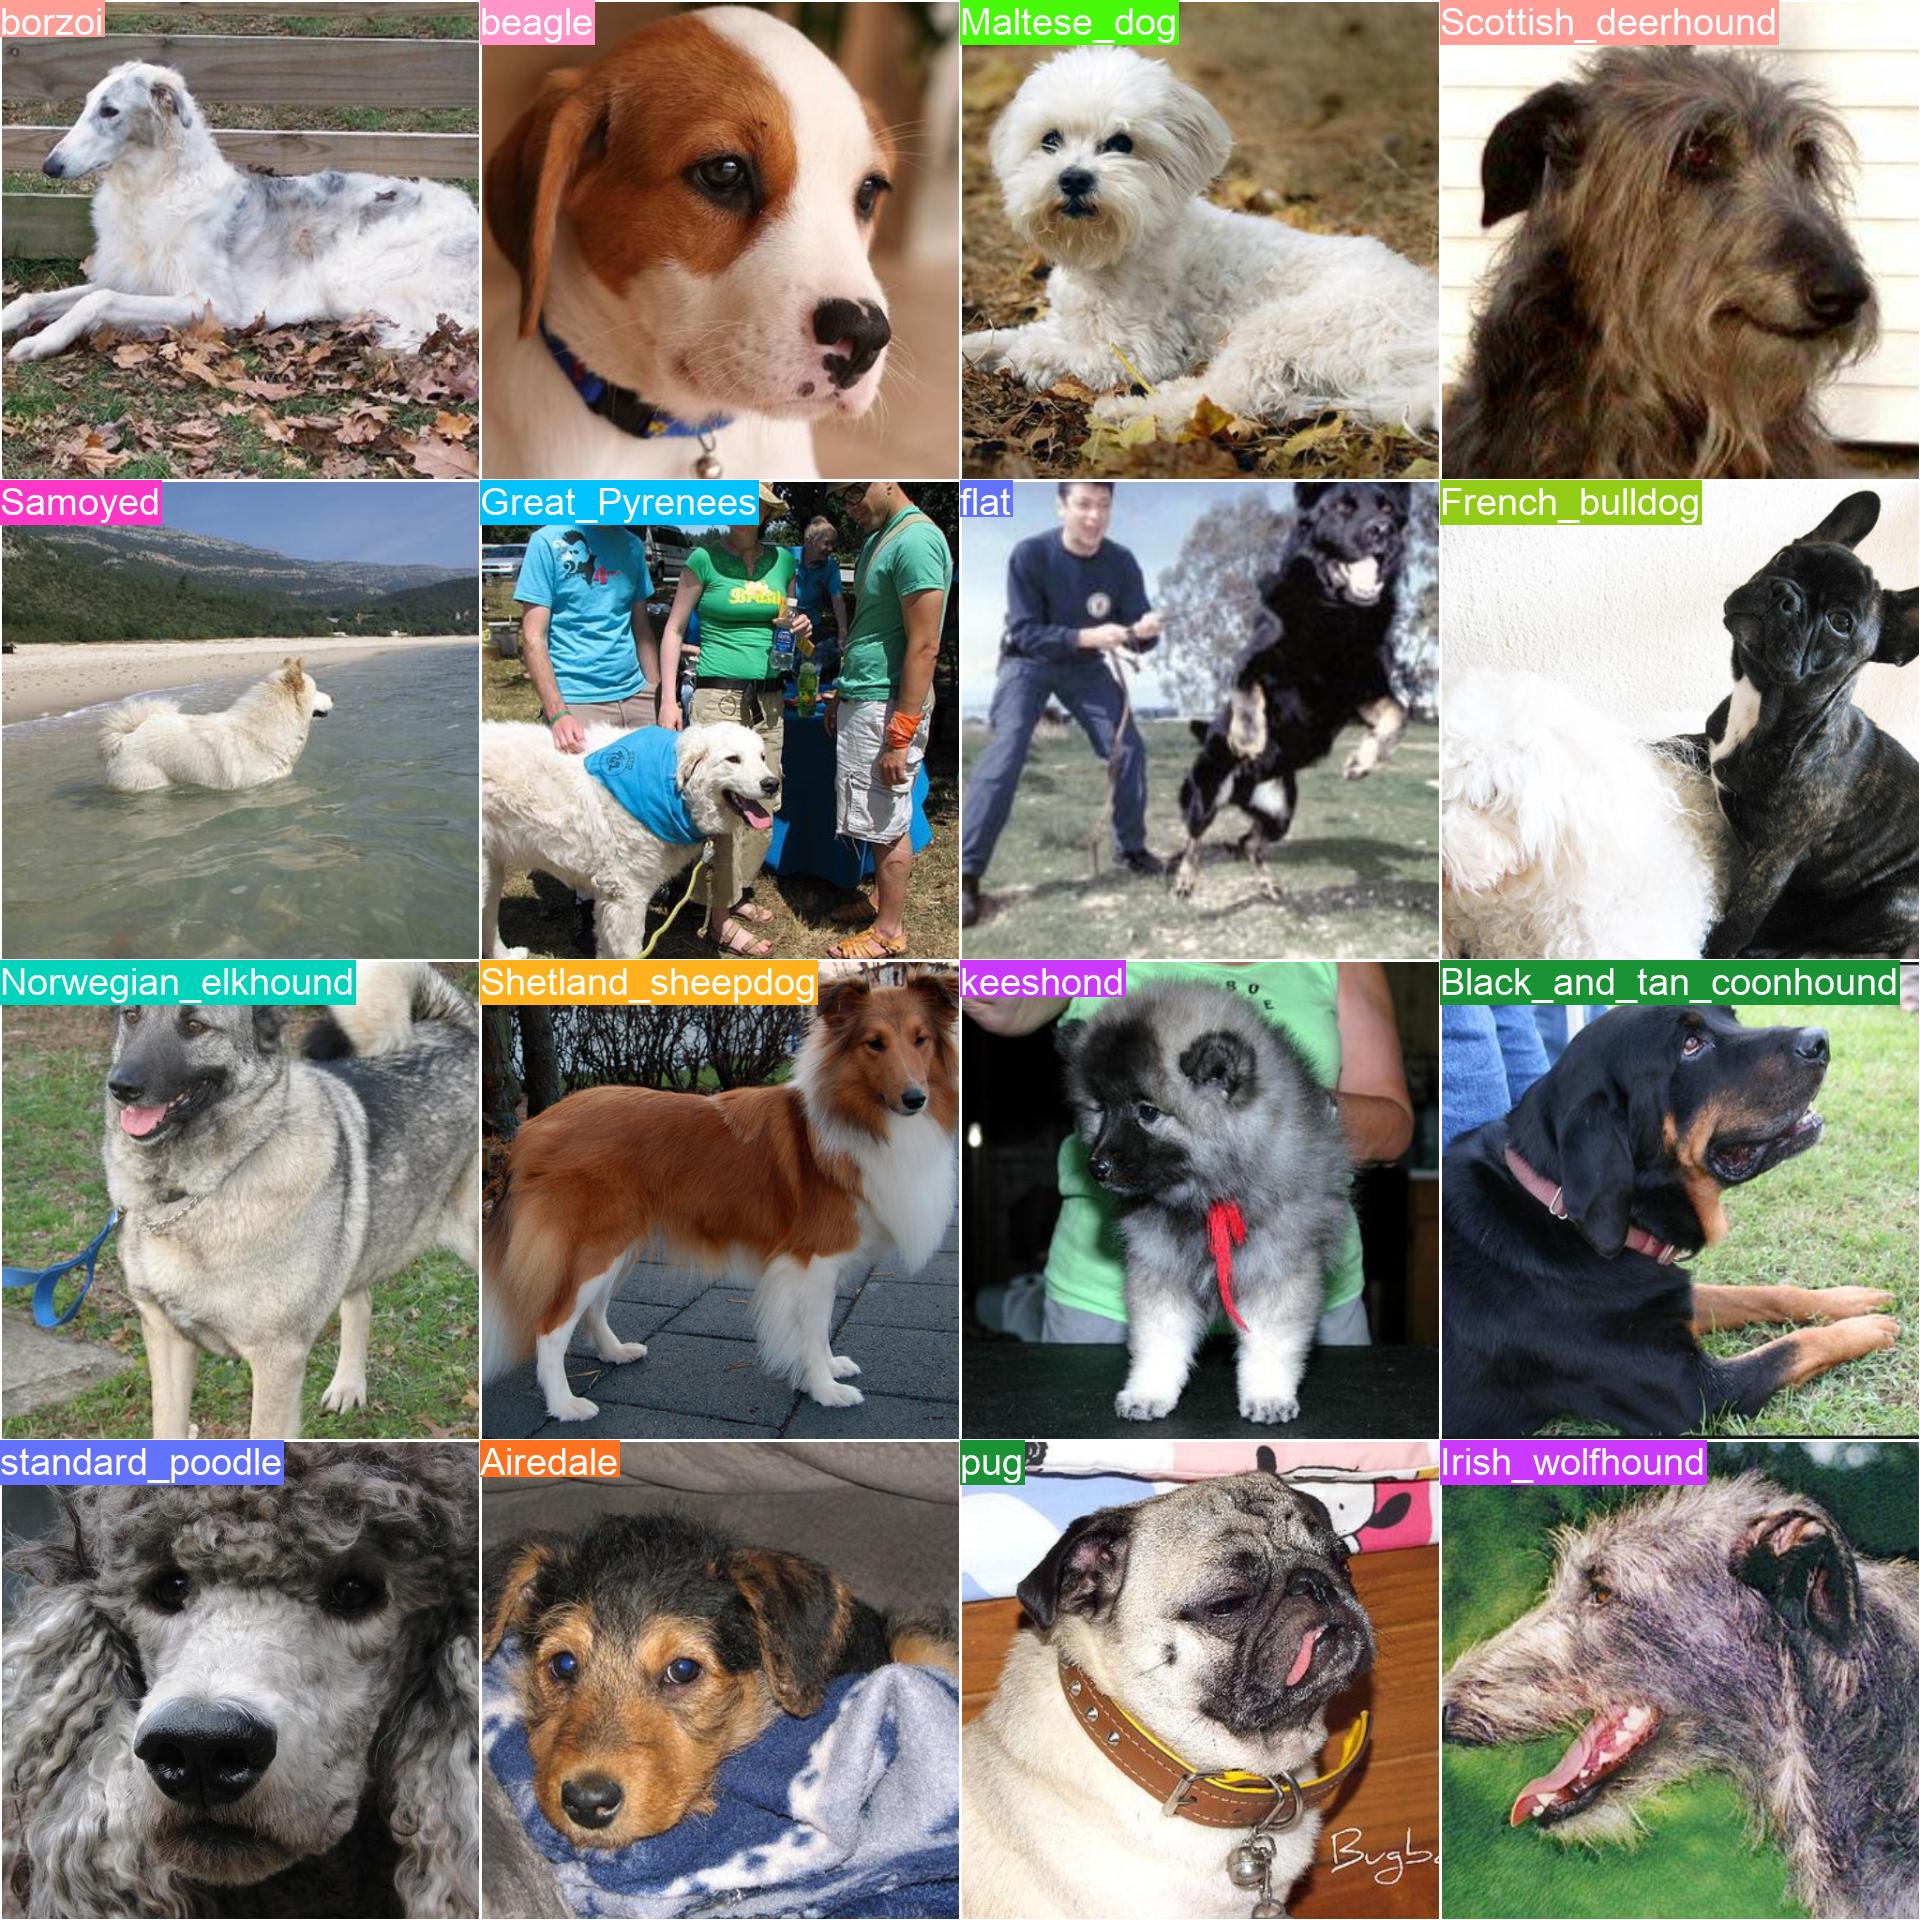 borzoi
beagle
Maltese_dog
Scottish_deerhound
Samoyed
Great_Pyrenees
flat
French_bulldog
Norwegian_elkhound
Shetland_sheepdog
keeshond
Black_and_tan_coonhound
standard_poodle
Airedale
pug
Irish_wolfhound